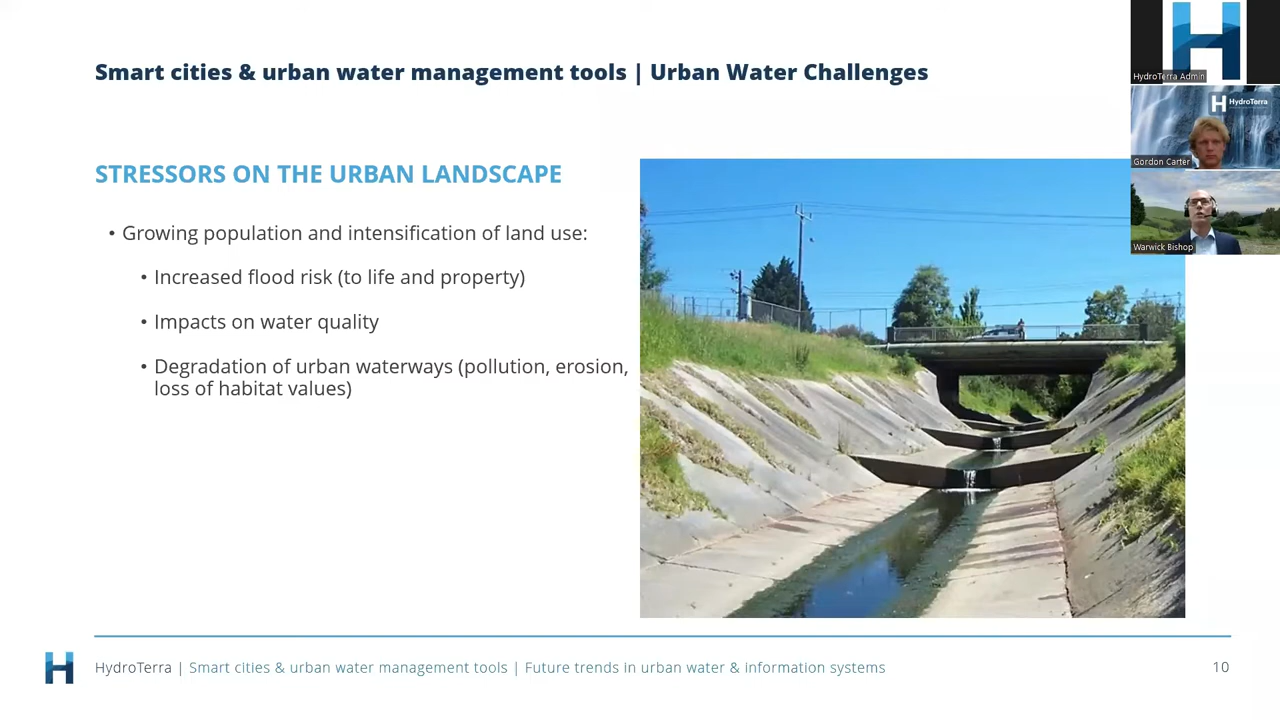 Smart cities & urban water management tools | Urban Water Challenges
HydroTerra Admin
HydroTerra
Gordon Carter
Warwick Bishop
STRESSORS ON THE URBAN LANDSCAPE
• Growing population and intensification of land use:
• Increased flood risk (to life and property)
• Impacts on water quality
• Degradation of urban waterways (pollution, erosion,
loss of habitat values)
HydroTerra | Smart cities & urban water management tools | Future trends in urban water & information systems
10